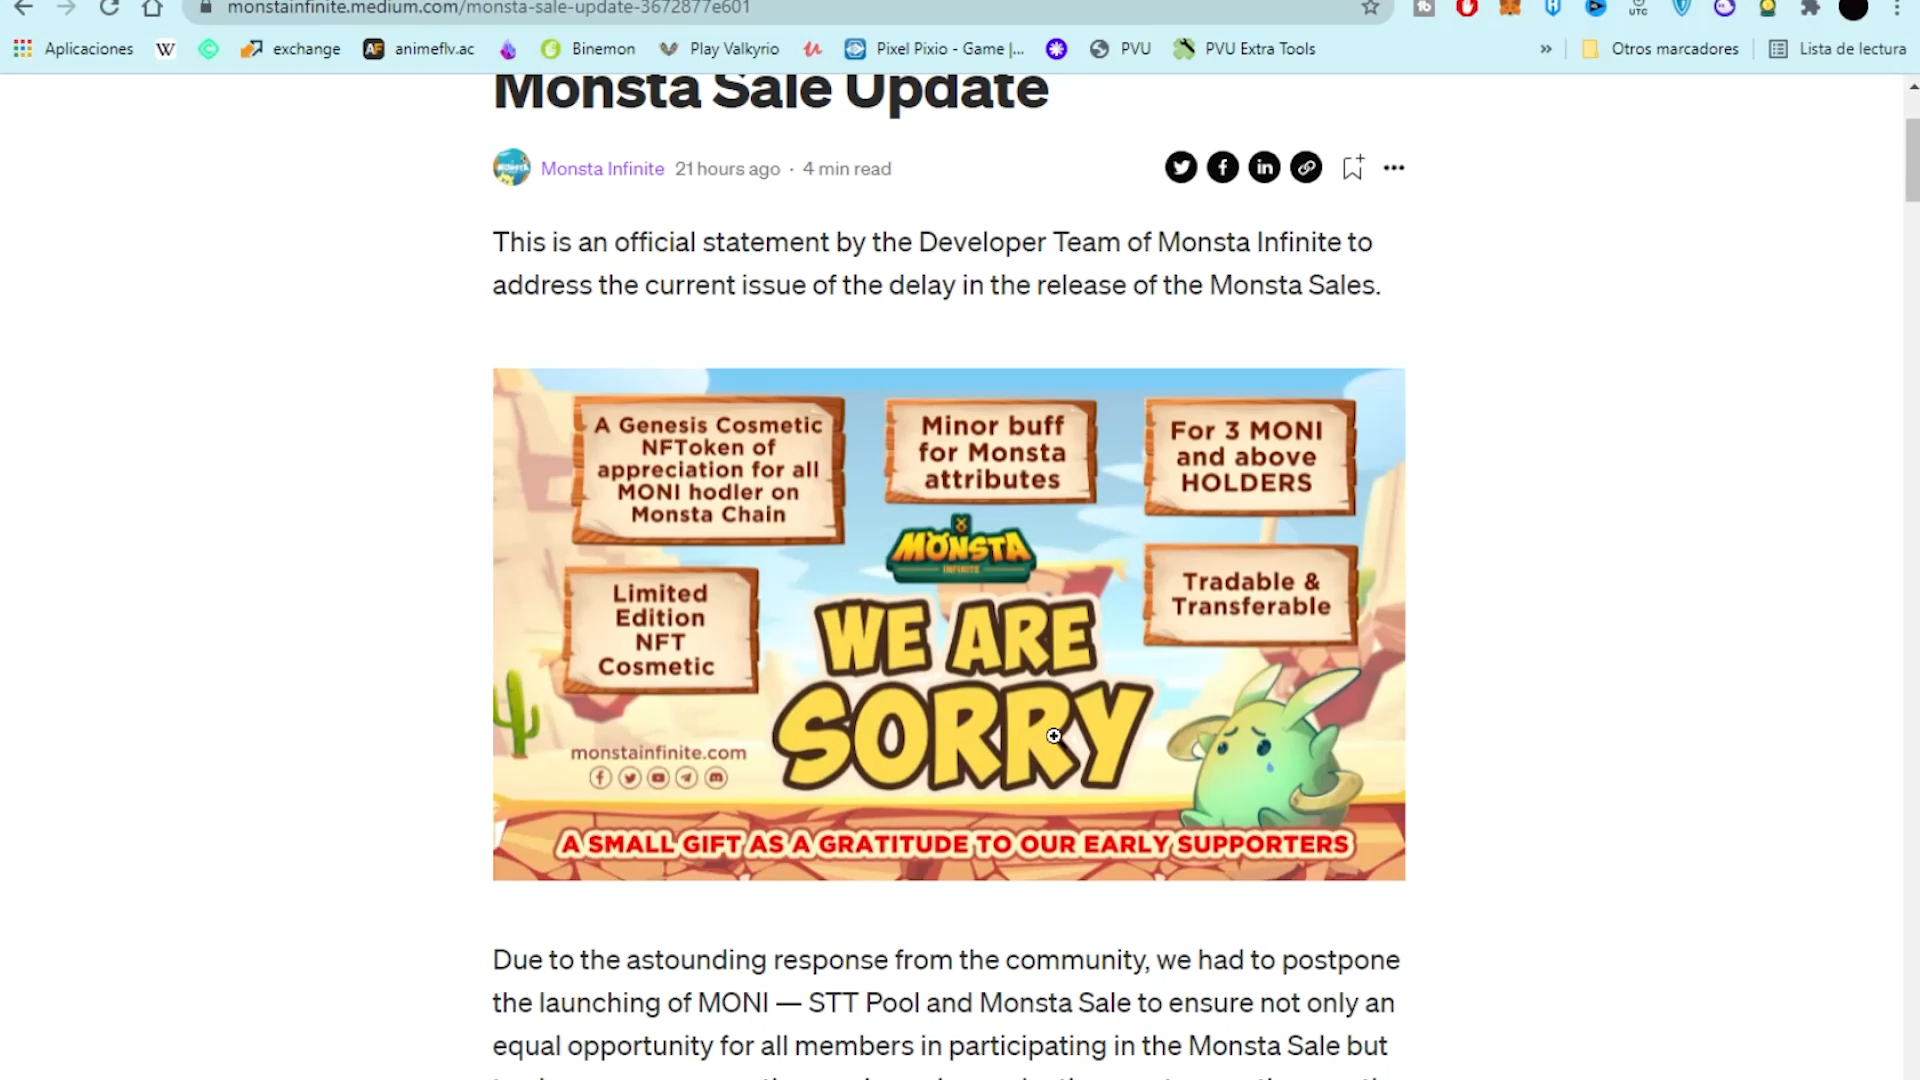 monstainfinite.medium.com/monsta-sale-update-3672877e601
UTC
Aplicaciones W exchange AF animeflv.ac Binemon Play Valkyrio Pixel Pixio - Game |... PVU PVU Extra Tools » Otros marcadores Lista de lectura
Monsta Sale Update
Monsta Infinite 21 hours ago · 4 min read
This is an official statement by the Developer Team of Monsta Infinite to
address the current issue of the delay in the release of the Monsta Sales.
A Genesis Cosmetic
NFToken of
appreciation for all
MONI hodler on
Monsta Chain
Minor buff
for Monsta
attributes
For 3 MONI
and above
HOLDERS
MONSTA
INFINITE
Limited
Edition
NFT
Cosmetic
Tradable &
Transferable
WE ARE
SORRY
monstainfinite.com
A SMALL GIFT AS A GRATITUDE TO OUR EARLY SUPPORTERS
Due to the astounding response from the community, we had to postpone
the launching of MONI — STT Pool and Monsta Sale to ensure not only an
equal opportunity for all members in participating in the Monsta Sale but